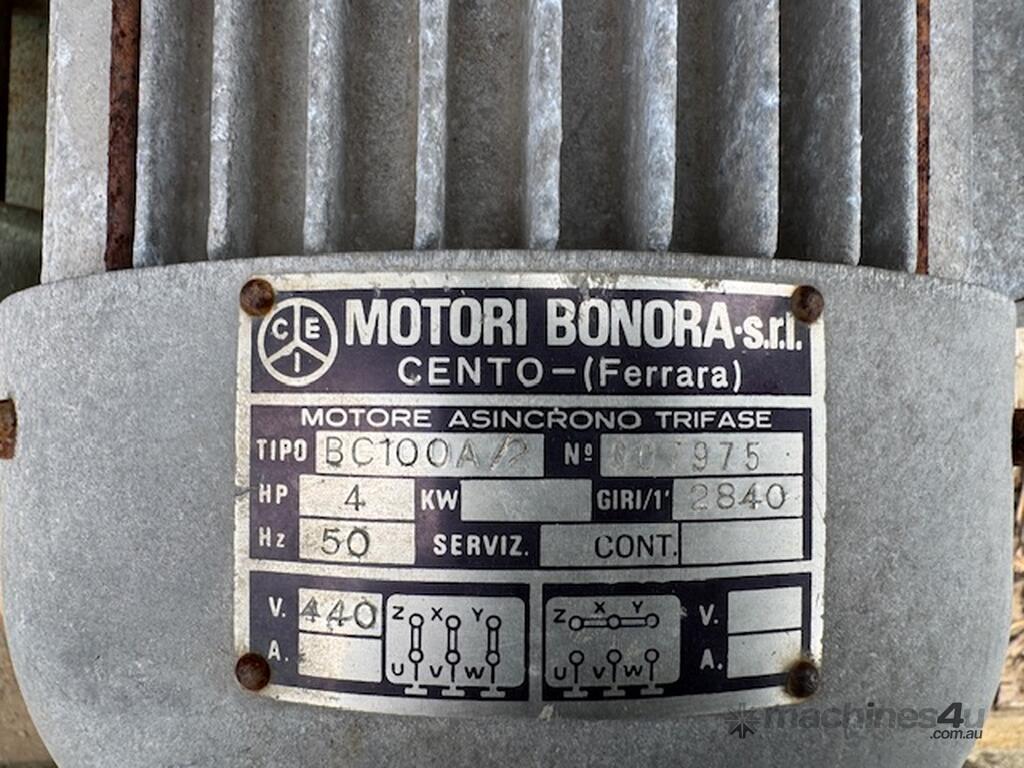 CEI
MOTORI BONORA·s.r.l.
CENTO-(Ferrara)
MOTORE ASINCRONO TRIFASE
TIPO BC100A/2 Nº 975
HP 4 KW GIRI/1' 2840
Hz 50 SERVIZ. CONT.
V. 440 Z X Y Z X Y V.
A. U V W U V W A.
machines4u
.com.au